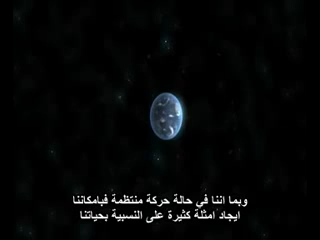 وبما اننا في حالة حركة منتظمة فبامكاننا
ايجاد امثلة كثيرة على النسبية بحياتنا